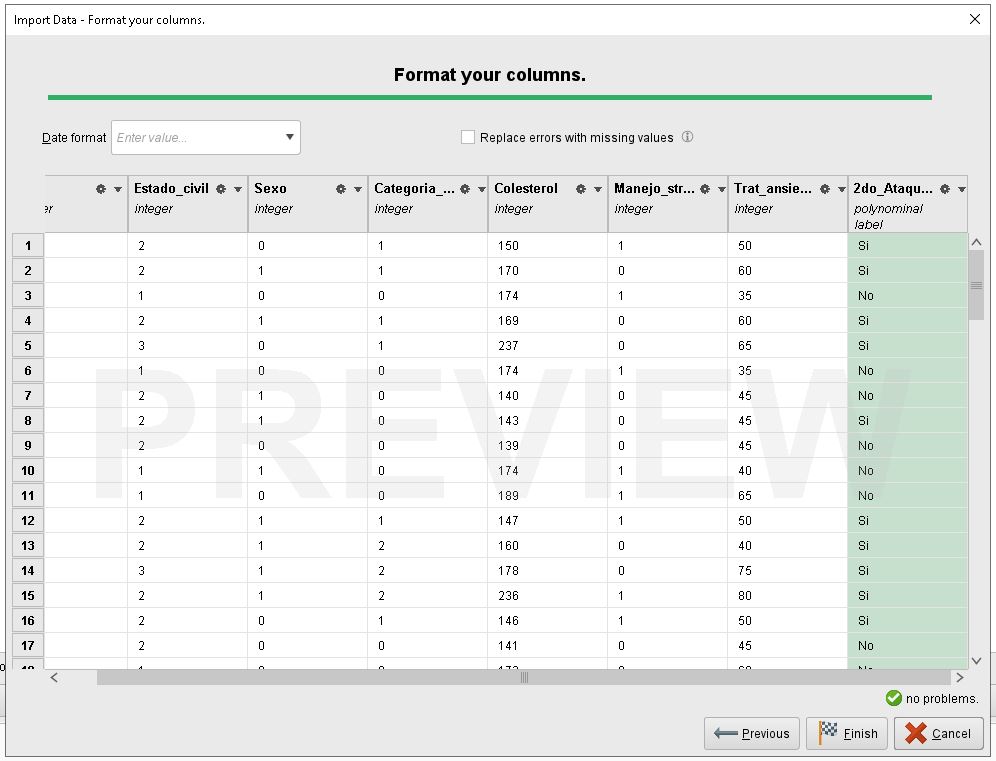 Import Data - Format your columns.
Format your columns.
Date format Enter value... Replace errors with missing values
Estado_civil Sexo Categoria_... Colesterol Manejo_str... Trat_ansie... 2do_Ataqu...
er integer integer integer integer integer integer polynominal
label
1 2 0 1 150 1 50 Si
2 2 1 1 170 0 60 Si
3 1 0 0 174 1 35 No
4 2 1 1 169 0 60 Si
5 3 0 1 237 0 65 Si
6 1 0 0 174 1 35 No
7 2 1 0 140 0 45 No
8 2 1 0 143 0 45 Si
9 2 0 0 139 0 45 No
10 1 1 0 174 1 40 No
11 1 0 0 189 1 65 No
12 2 1 1 147 1 50 Si
13 2 1 2 160 0 40 Si
14 3 1 2 178 0 75 Si
15 2 1 2 236 1 80 Si
16 2 0 1 146 1 50 Si
17 2 0 0 141 0 45 No
PREVIEW
no problems.
Previous Finish Cancel